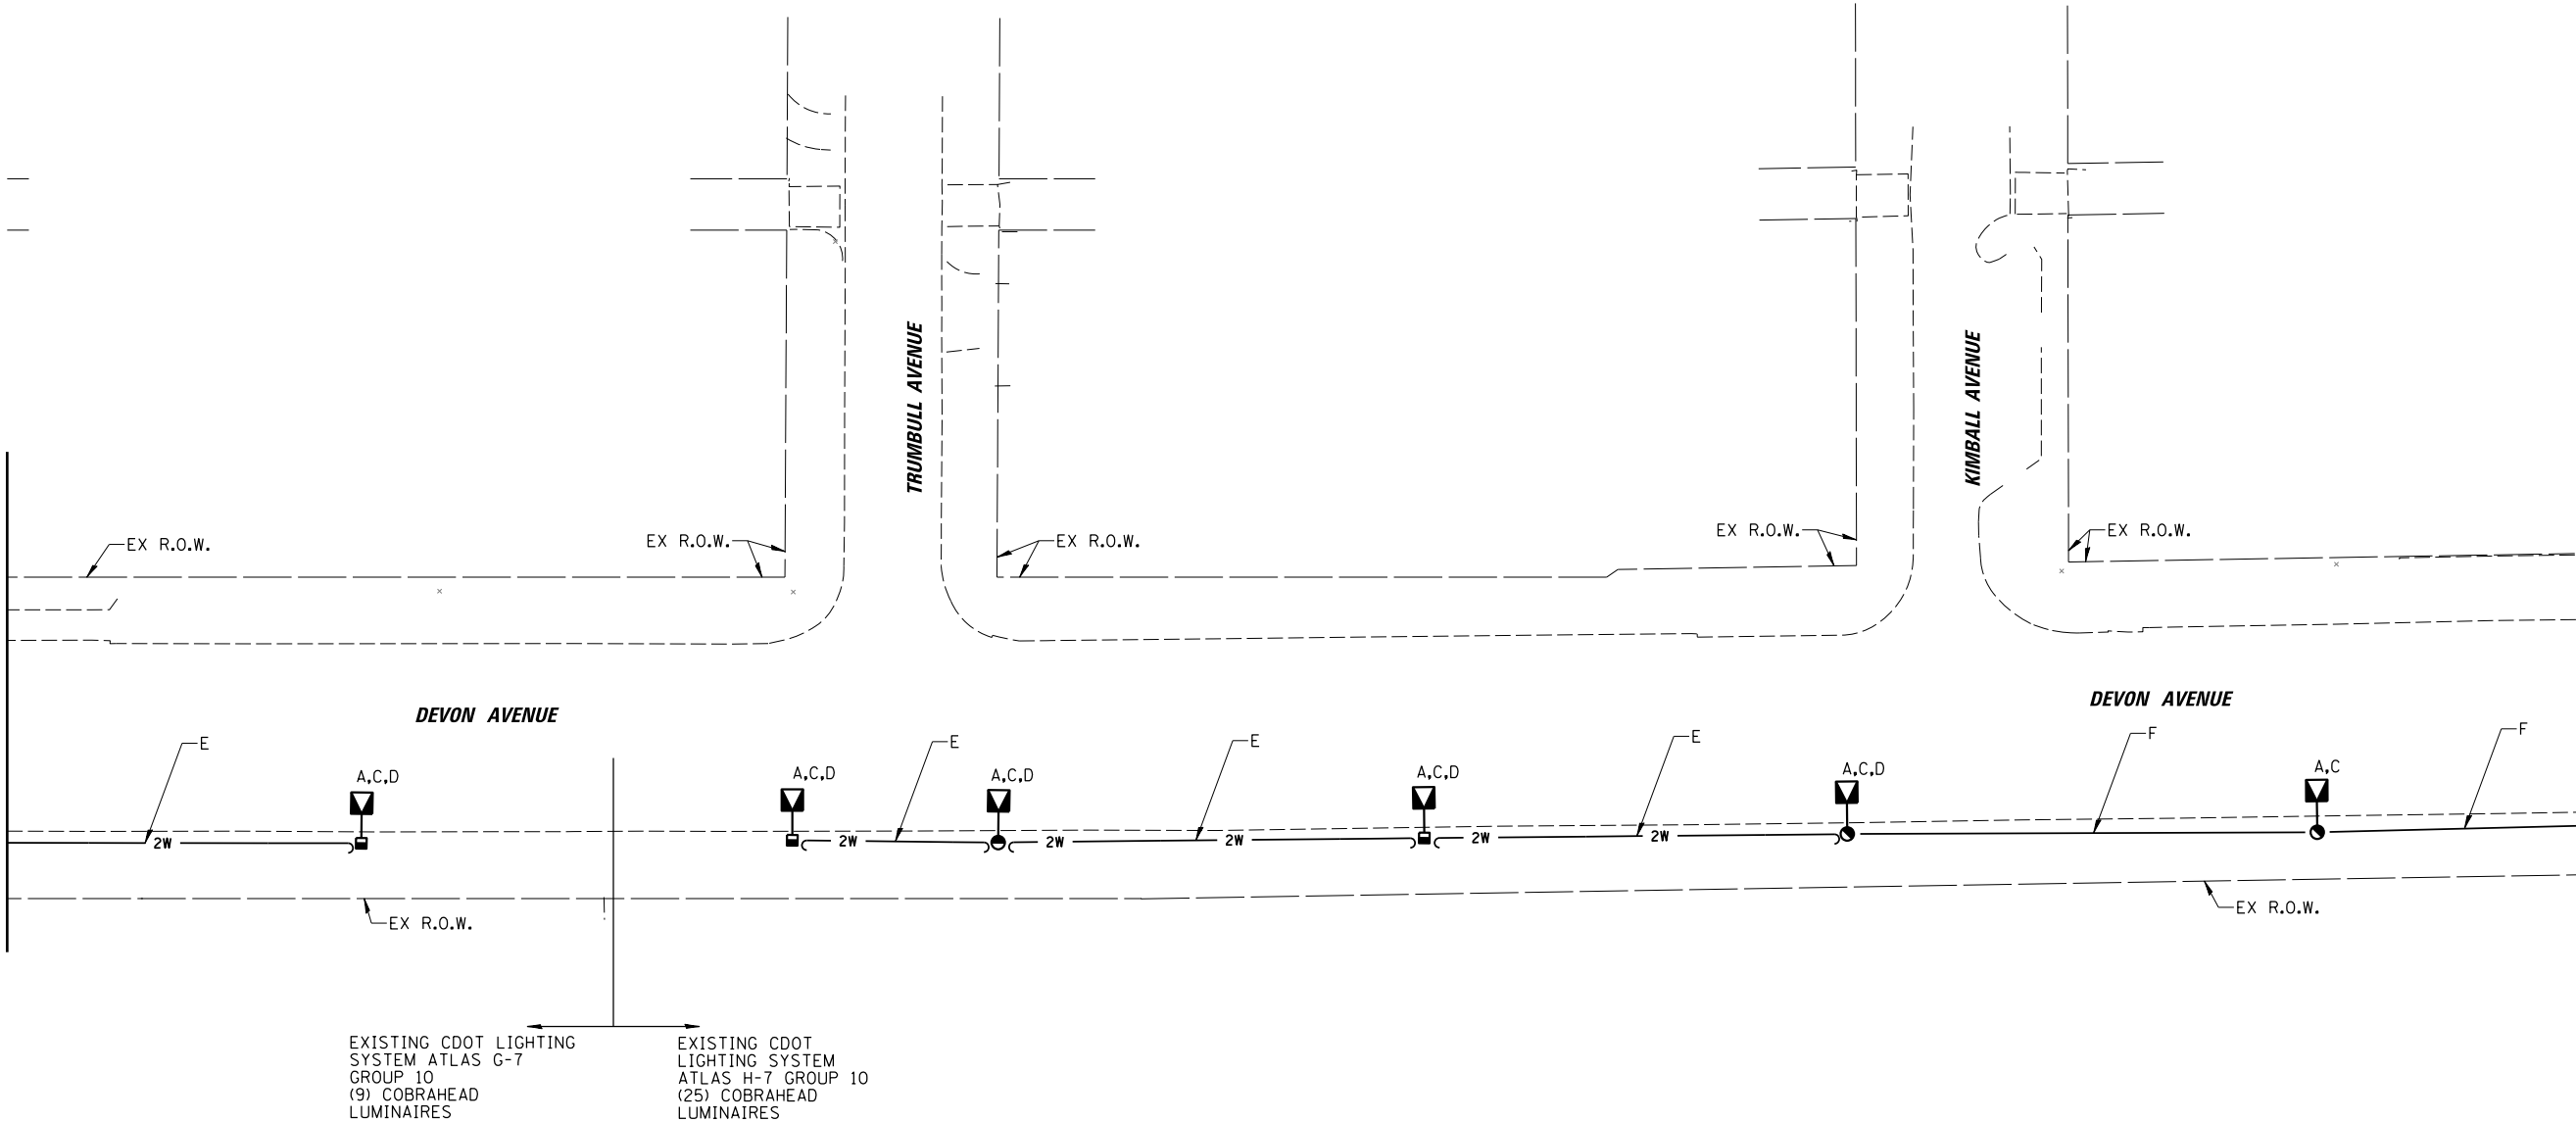 TRUMBULL AVENUE
KIMBALL AVENUE
EX R.O.W.
EX R.O.W.
EX R.O.W.
EX R.O.W.
EX R.O.W.
DEVON AVENUE
DEVON AVENUE
E
E
E
E
F
F
A,C,D
A,C,D
A,C,D
A,C,D
A,C,D
A,C
2W
2W
2W
2W
2W
2W
EX R.O.W.
EX R.O.W.
EXISTING CDOT LIGHTING
SYSTEM ATLAS G-7
GROUP 10
(9) COBRAHEAD
LUMINAIRES
EXISTING CDOT
LIGHTING SYSTEM
ATLAS H-7 GROUP 10
(25) COBRAHEAD
LUMINAIRES